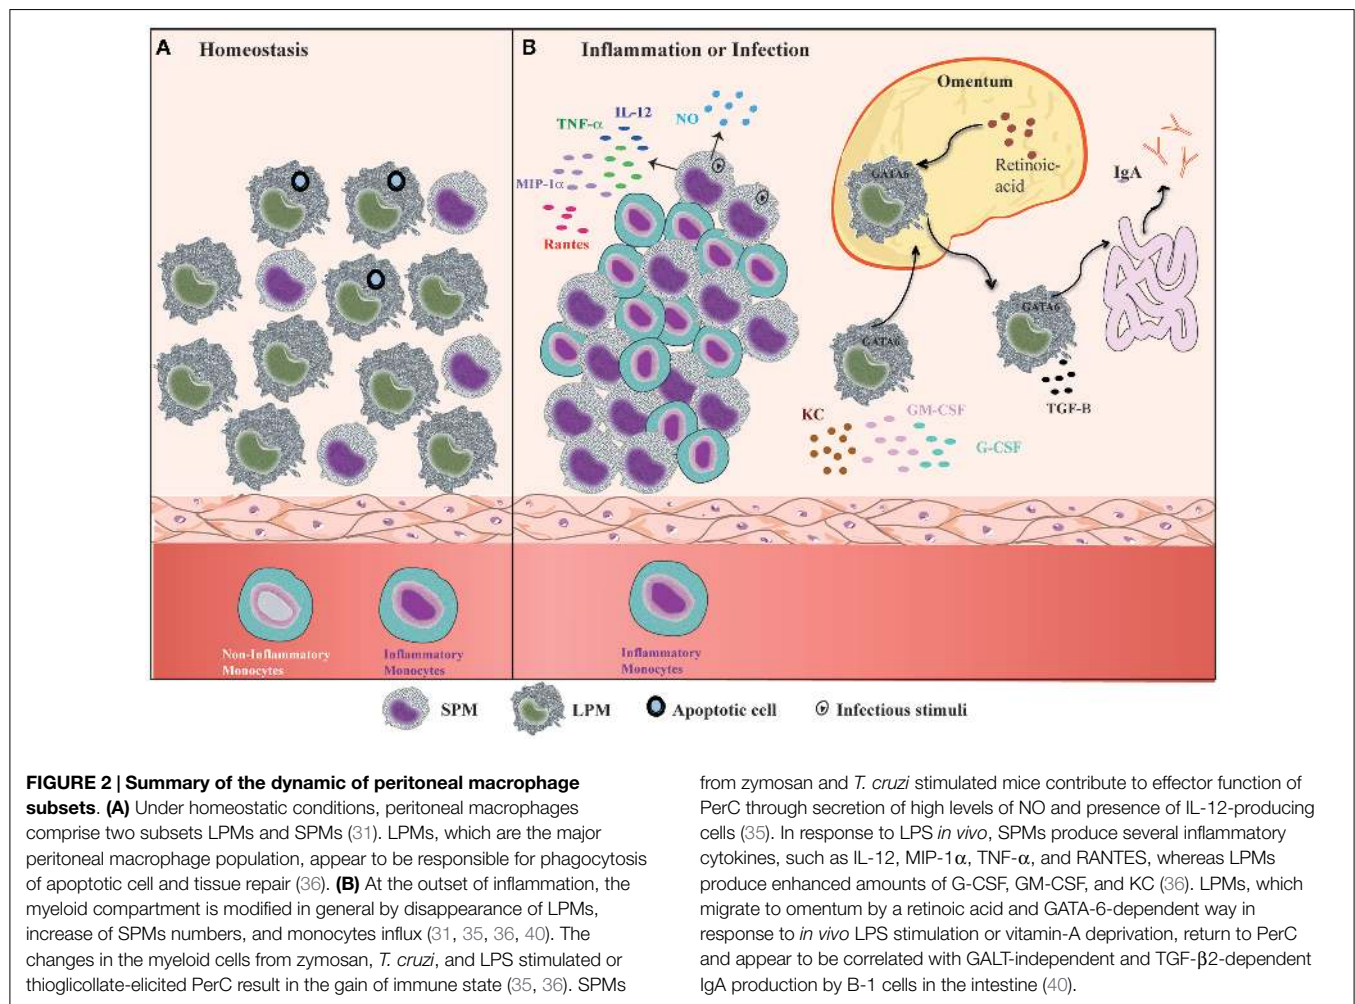 A Homeostasis
B Inflammation or Infection
Omentum
IL-12
TNF-α
NO
MIP-1α
Rantes
GATA6
Retinoic-
acid
IgA
GATA6
GATA6
TGF-B
KC
GM-CSF
G-CSF
Non-Inflammatory
Monocytes
Inflammatory
Monocytes
Inflammatory
Monocytes
SPM
LPM
Apoptotic cell
Infectious stimuli
FIGURE 2 | Summary of the dynamic of peritoneal macrophage
subsets. (A) Under homeostatic conditions, peritoneal macrophages
comprise two subsets LPMs and SPMs (31). LPMs, which are the major
peritoneal macrophage population, appear to be responsible for phagocytosis
of apoptotic cell and tissue repair (36). (B) At the outset of inflammation, the
myeloid compartment is modified in general by disappearance of LPMs,
increase of SPMs numbers, and monocytes influx (31, 35, 36, 40). The
changes in the myeloid cells from zymosan, T. cruzi, and LPS stimulated or
thioglicollate-elicited PerC result in the gain of immune state (35, 36). SPMs
from zymosan and T. cruzi stimulated mice contribute to effector function of
PerC through secretion of high levels of NO and presence of IL-12-producing
cells (35). In response to LPS in vivo, SPMs produce several inflammatory
cytokines, such as IL-12, MIP-1α, TNF-α, and RANTES, whereas LPMs
produce enhanced amounts of G-CSF, GM-CSF, and KC (36). LPMs, which
migrate to omentum by a retinoic acid and GATA-6-dependent way in
response to in vivo LPS stimulation or vitamin-A deprivation, return to PerC
and appear to be correlated with GALT-independent and TGF-β2-dependent
IgA production by B-1 cells in the intestine (40).